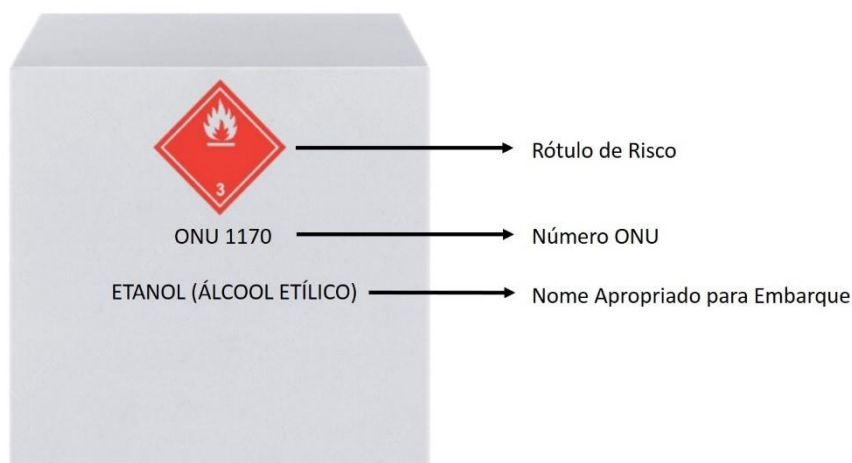 3
Rótulo de Risco
ONU 1170
Número ONU
ETANOL (ÁLCOOL ETÍLICO)
Nome Apropriado para Embarque